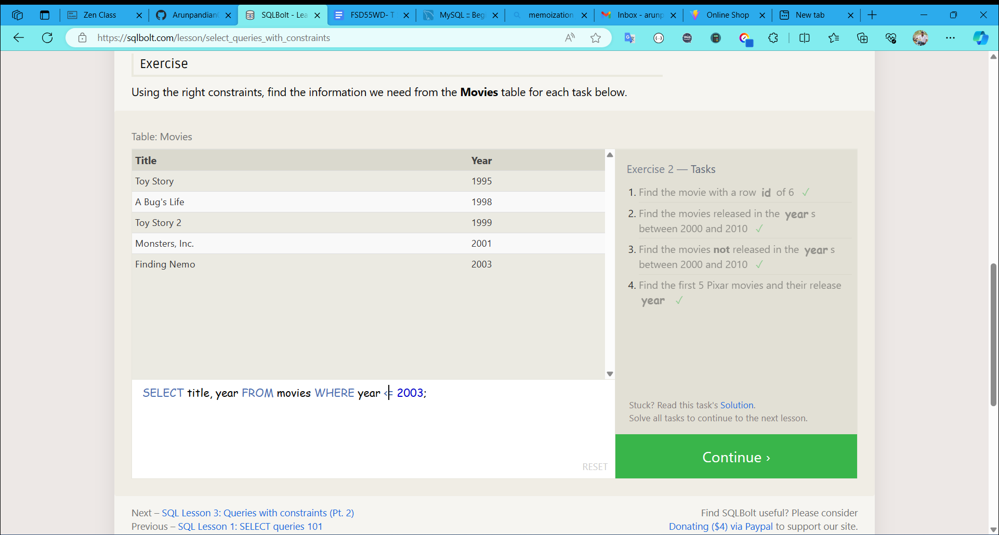 Zen Class
Arunpandian
SQLBolt - Lea
FSD55WD- T
MySQL :: Beg
memoization
Inbox - arunp
Online Shop
New tab
https://sqlbolt.com/lesson/select_queries_with_constraints
Exercise
Using the right constraints, find the information we need from the Movies table for each task below.
Table: Movies
Title Year
Toy Story 1995
A Bug's Life 1998
Toy Story 2 1999
Monsters, Inc. 2001
Finding Nemo 2003
SELECT title, year FROM movies WHERE year <= 2003;
RESET
Exercise 2 — Tasks
1. Find the movie with a row id of 6 ✓
2. Find the movies released in the year s
between 2000 and 2010 ✓
3. Find the movies not released in the year s
between 2000 and 2010 ✓
4. Find the first 5 Pixar movies and their release
year ✓
Stuck? Read this task's Solution.
Solve all tasks to continue to the next lesson.
Continue ›
Next – SQL Lesson 3: Queries with constraints (Pt. 2)
Previous – SQL Lesson 1: SELECT queries 101
Find SQLBolt useful? Please consider
Donating ($4) via Paypal to support our site.